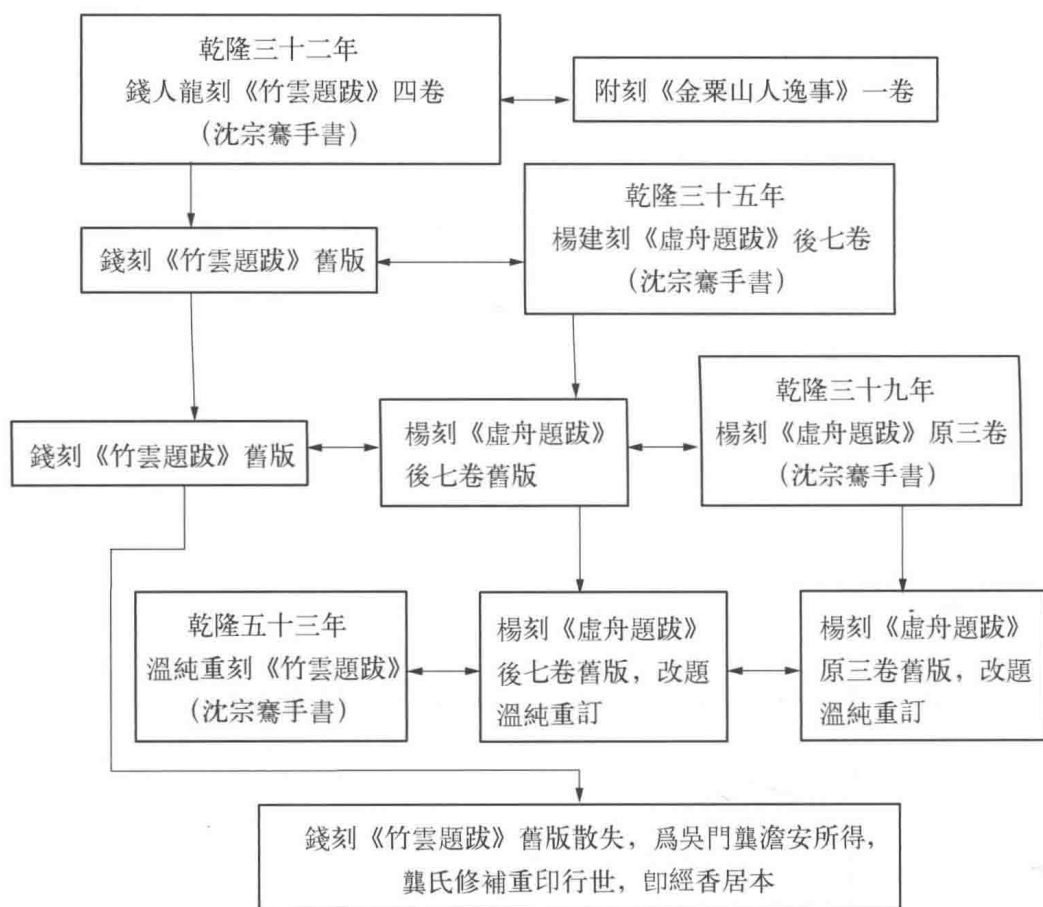 乾隆三十二年
錢人龍刻《竹雲題跋》四卷
（沈宗騫手書）
附刻《金粟山人逸事》一卷
錢刻《竹雲題跋》舊版
乾隆三十五年
楊建刻《虛舟題跋》後七卷
（沈宗騫手書）
錢刻《竹雲題跋》舊版
楊刻《虛舟題跋》
後七卷舊版
乾隆三十九年
楊刻《虛舟題跋》原三卷
（沈宗騫手書）
乾隆五十三年
溫純重刻《竹雲題跋》
（沈宗騫手書）
楊刻《虛舟題跋》
後七卷舊版，改題
溫純重訂
楊刻《虛舟題跋》
原三卷舊版，改題
溫純重訂
錢刻《竹雲題跋》舊版散失，爲吳門龔澹安所得，
龔氏修補重印行世，卽經香居本